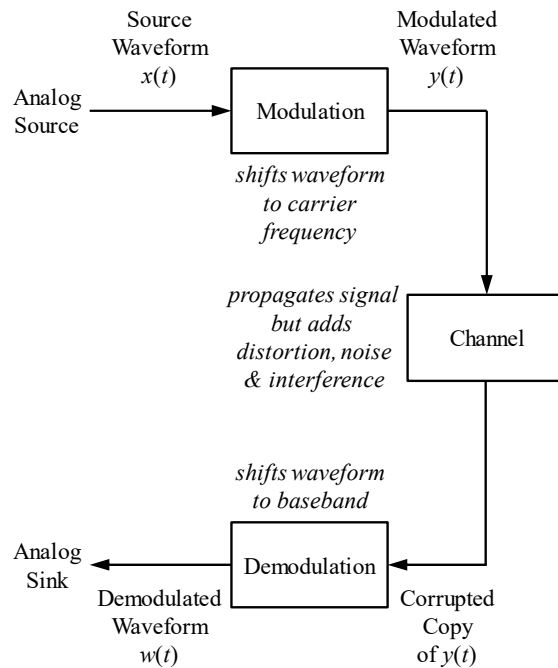 Source
Waveform
x(t)
Modulated
Waveform
y(t)
Analog
Source
Modulation
shifts waveform
to carrier
frequency
propagates signal
but adds
distortion, noise
& interference
Channel
shifts waveform
to baseband
Analog
Sink
Demodulation
Demodulated
Waveform
w(t)
Corrupted
Copy
of y(t)